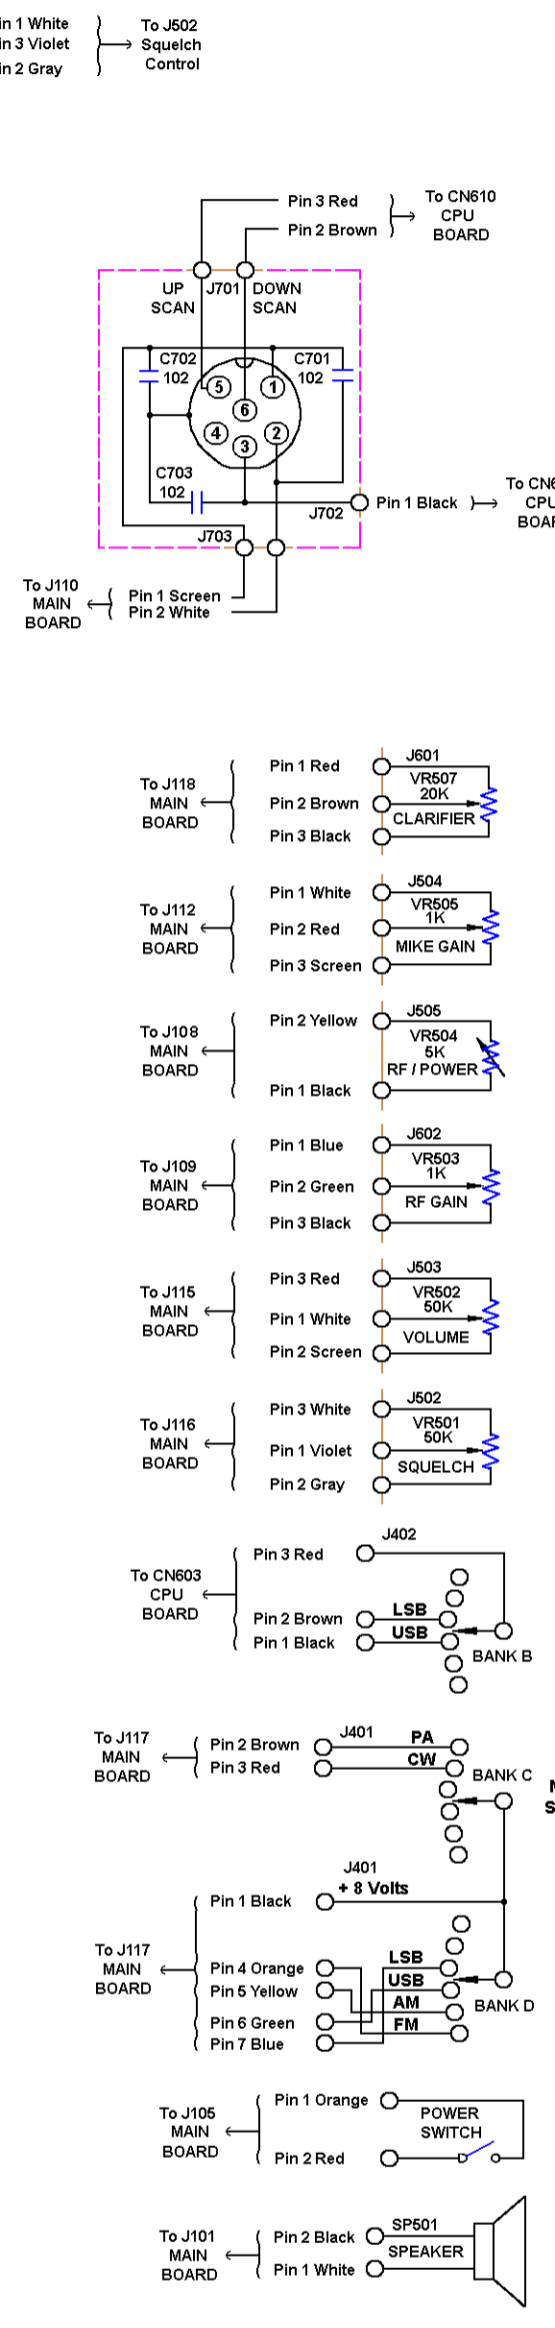 in 1 White
in 3 Violet
in 2 Gray
To J502
Squelch
Control
Pin 3 Red
Pin 2 Brown
To CN610
CPU
BOARD
UP
SCAN
J701
DOWN
SCAN
C702
102
C701
102
5
1
6
4
2
3
C703
102
J702
Pin 1 Black
To CN6
CPU
BOAR
J703
To J110
MAIN
BOARD
Pin 1 Screen
Pin 2 White
To J118
MAIN
BOARD
Pin 1 Red
Pin 2 Brown
Pin 3 Black
J601
VR507
20K
CLARIFIER
To J112
MAIN
BOARD
Pin 1 White
Pin 2 Red
Pin 3 Screen
J504
VR505
1K
MIKE GAIN
To J108
MAIN
BOARD
Pin 2 Yellow
Pin 1 Black
J505
VR504
5K
RF / POWER
To J109
MAIN
BOARD
Pin 1 Blue
Pin 2 Green
Pin 3 Black
J602
VR503
1K
RF GAIN
To J115
MAIN
BOARD
Pin 3 Red
Pin 1 White
Pin 2 Screen
J503
VR502
50K
VOLUME
To J116
MAIN
BOARD
Pin 3 White
Pin 1 Violet
Pin 2 Gray
J502
VR501
50K
SQUELCH
To CN603
CPU
BOARD
Pin 3 Red
Pin 2 Brown
Pin 1 Black
J402
LSB
USB
BANK B
To J117
MAIN
BOARD
Pin 2 Brown
Pin 3 Red
J401
PA
CW
BANK C
J401
+ 8 Volts
Pin 1 Black
To J117
MAIN
BOARD
Pin 4 Orange
Pin 5 Yellow
Pin 6 Green
Pin 7 Blue
LSB
USB
AM
FM
BANK D
To J105
MAIN
BOARD
Pin 1 Orange
Pin 2 Red
POWER
SWITCH
To J101
MAIN
BOARD
Pin 2 Black
Pin 1 White
SP501
SPEAKER